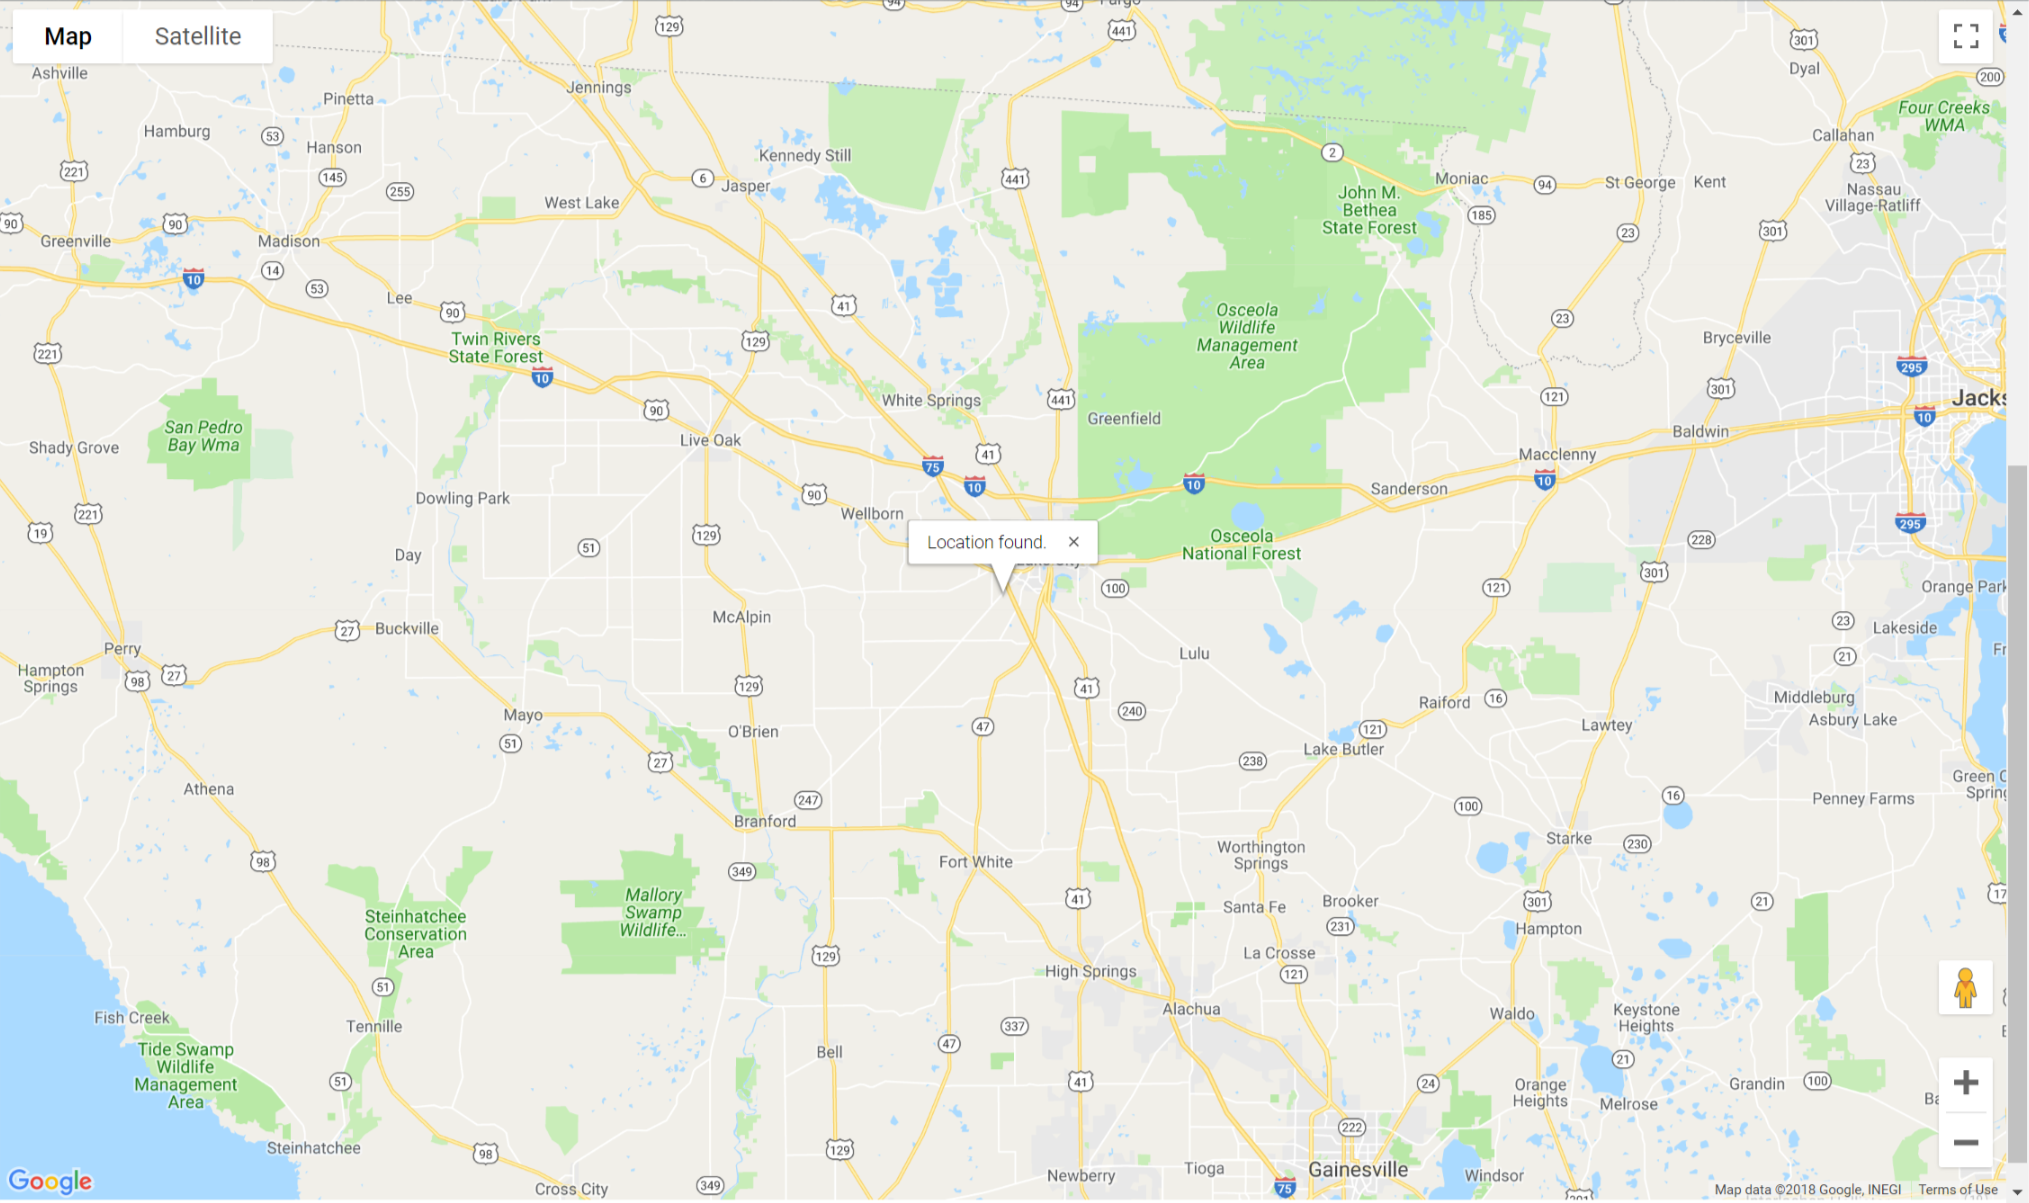 94
94
Fargo
129
441
Map
Satellite
301
Ashville
Jennings
Dyal
200
Pinetta
Four Creeks
WMA
Hamburg
53
Hanson
Callahan
Kennedy Still
2
23
221
145
255
6
Jasper
441
Moniac
94
St George
Kent
Nassau
Village-Ratliff
John M.
Bethea
State Forest
West Lake
185
90
90
Greenville
Madison
23
301
10
14
53
Lee
90
41
Osceola
Wildlife
Management
Area
23
Twin Rivers
State Forest
129
Bryceville
221
295
10
301
121
441
Jacks
White Springs
90
Greenfield
10
San Pedro
Bay Wma
Shady Grove
Live Oak
Baldwin
41
Macclenny
75
10
10
10
Sanderson
Dowling Park
90
221
Wellborn
19
129
Osceola
National Forest
228
295
51
Day
Location found.
301
100
121
Orange Park
McAlpin
27
Buckville
23
Lakeside
Perry
Lulu
21
Hampton
Springs
98
27
129
41
Raiford
16
Middleburg
Asbury Lake
Mayo
51
O'Brien
47
240
121
Lawtey
Lake Butler
27
238
Athena
247
100
16
Penney Farms
Branford
Starke
230
98
349
Fort White
Worthington
Springs
Mallory
Swamp
Wildlife...
41
Santa Fe
Brooker
301
21
17
Steinhatchee
Conservation
Area
231
Hampton
129
La Crosse
121
High Springs
51
Alachua
Waldo
Keystone
Heights
Fish Creek
Tennille
337
Tide Swamp
Wildlife
Management
Area
Bell
47
21
51
41
24
Orange
Heights
Grandin
100
Melrose
222
Steinhatchee
98
129
Newberry
Tioga
Gainesville
Windsor
Google
Cross City
349
75
301
Map data ©2018 Google, INEGI
Terms of Use